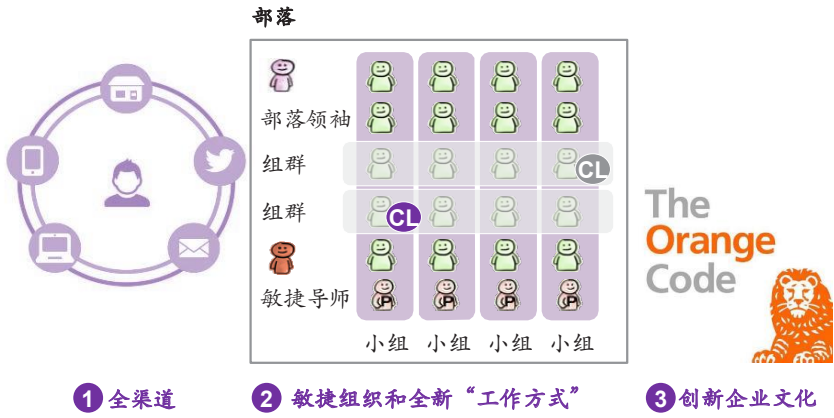 部落
部落领袖
组群
CL
组群
CL
敏捷导师
P P P P
小组 小组 小组 小组
The
Orange
Code
1 全渠道
2 敏捷组织和全新“工作方式”
3 创新企业文化